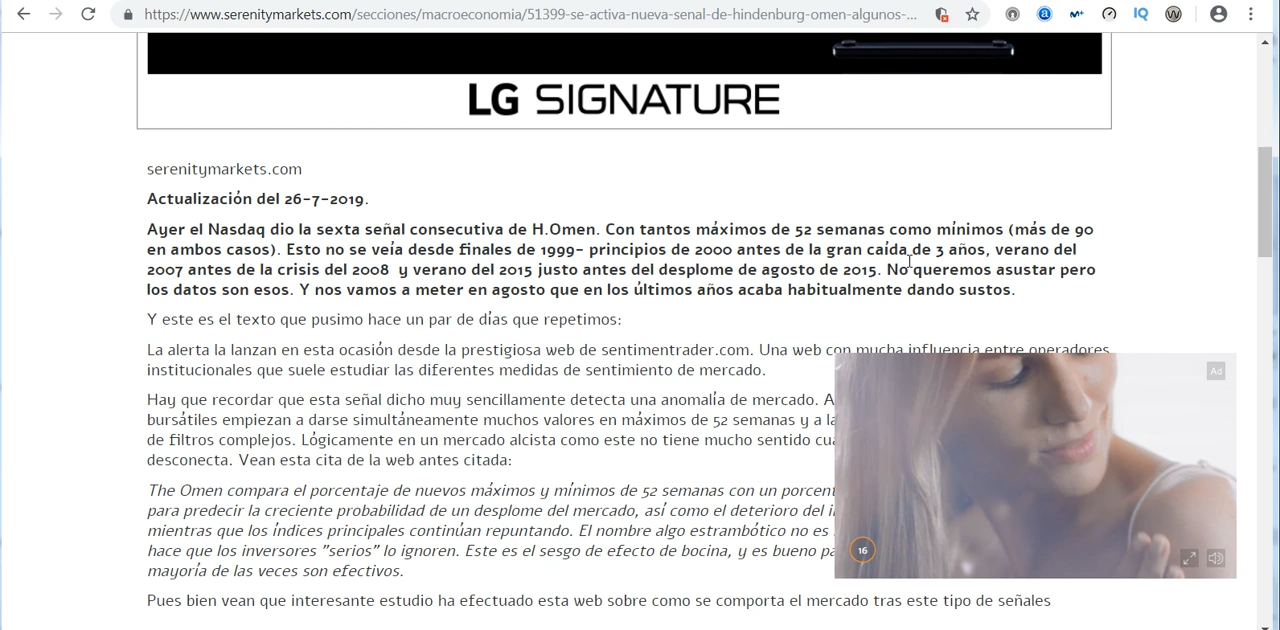 https://www.serenitymarkets.com/secciones/macroeconomia/51399-se-activa-nueva-senal-de-hindenburg-omen-algunos-...
a
M+
IQ
W
LG SIGNATURE
serenitymarkets.com
Actualización del 26-7-2019.
Ayer el Nasdaq dio la sexta señal consecutiva de H.Omen. Con tantos máximos de 52 semanas como mínimos (más de 90
en ambos casos). Esto no se veía desde finales de 1999- principios de 2000 antes de la gran caída de 3 años, verano del
2007 antes de la crisis del 2008 y verano del 2015 justo antes del desplome de agosto de 2015. No queremos asustar pero
los datos son esos. Y nos vamos a meter en agosto que en los últimos años acaba habitualmente dando sustos.
Y este es el texto que pusimo hace un par de días que repetimos:
La alerta la lanzan en esta ocasión desde la prestigiosa web de sentimentrader.com. Una web con mucha influencia entre operadores
institucionales que suele estudiar las diferentes medidas de sentimiento de mercado.
Ad
Hay que recordar que esta señal dicho muy sencillamente detecta una anomalía de mercado. A
bursátiles empiezan a darse simultáneamente muchos valores en máximos de 52 semanas y a la
de filtros complejos. Lógicamente en un mercado alcista como este no tiene mucho sentido
desconecta. Vean esta cita de la web antes citada:
The Omen compara el porcentaje de nuevos máximos y mínimos de 52 semanas con un
para predecir la creciente probabilidad de un desplome del mercado, así como el deterioro del
mientras que los índices principales continúan repuntando. El nombre algo estrambótico no es
hace que los inversores "serios" lo ignoren. Este es el sesgo de efecto de bocina, y es bueno
16
mayoría de las veces son efectivos.
Pues bien vean que interesante estudio ha efectuado esta web sobre como se comporta el mercado tras este tipo de señales